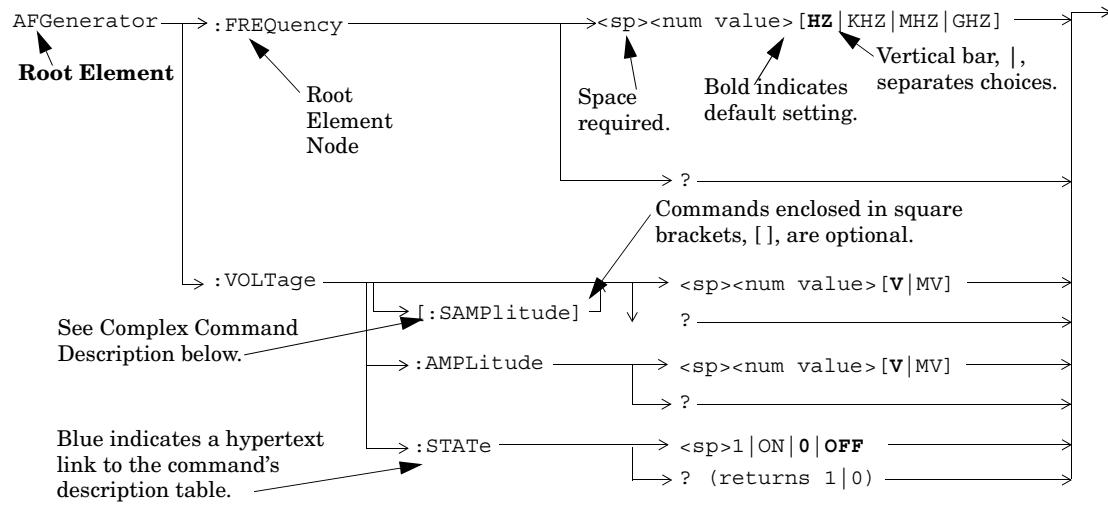 AFGenerator :FREQuency <sp><num value>[HZ|KHZ|MHZ|GHZ]
Root Element
Root
Element
Node
Space
required.
Bold indicates
default setting.
Vertical bar, |,
separates choices.
?
Commands enclosed in square
brackets, [ ], are optional.
:VOLTage <sp><num value>[V|MV]
[:SAMPlitude]
?
See Complex Command
Description below.
:AMPLitude <sp><num value>[V|MV]
?
Blue indicates a hypertext
link to the command's
description table.
:STATe <sp>1|ON|0|OFF
? (returns 1|0)